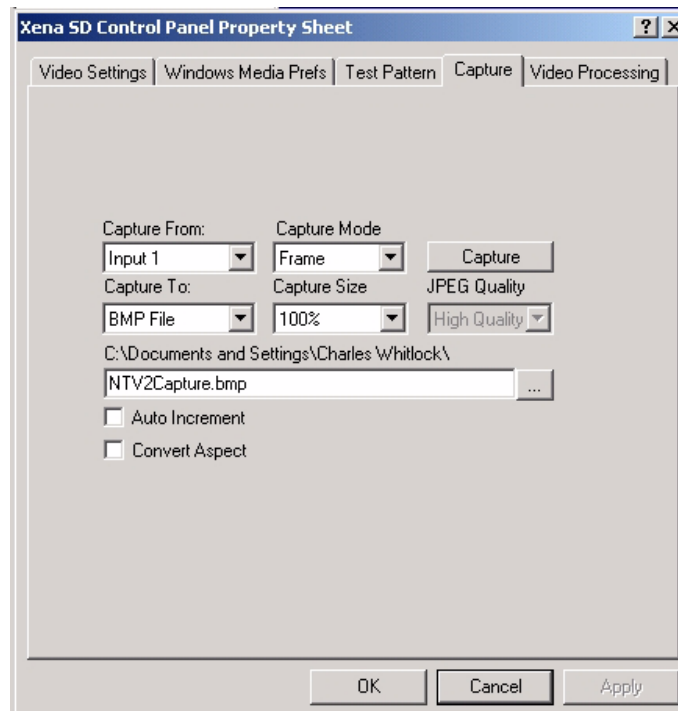 Xena SD Control Panel Property Sheet
Video Settings Windows Media Prefs Test Pattern Capture Video Processing
Capture From: Capture Mode
Input 1 Frame Capture
Capture To: Capture Size JPEG Quality
BMP File 100% High Quality
C:\Documents and Settings\Charles Whitlock\
NTV2Capture.bmp ...
Auto Increment
Convert Aspect
OK Cancel Apply